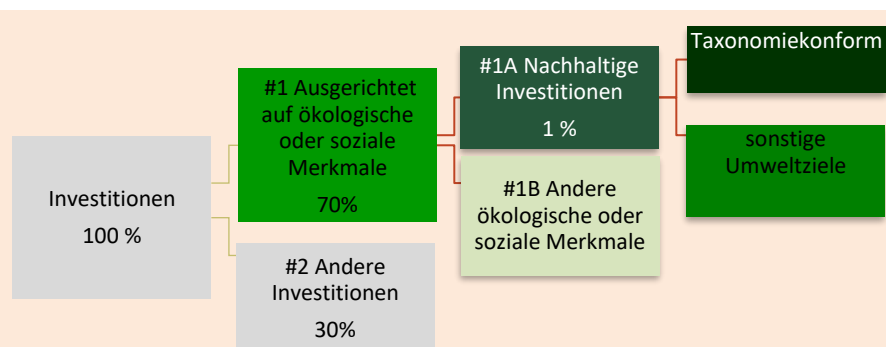 Investitionen
100 %
#1 Ausgerichtet
auf ökologische
oder soziale
Merkmale
70%
#2 Andere
Investitionen
30%
#1A Nachhaltige
Investitionen
1 %
#1B Andere
ökologische oder
soziale Merkmale
Taxonomiekonform
sonstige
Umweltziele